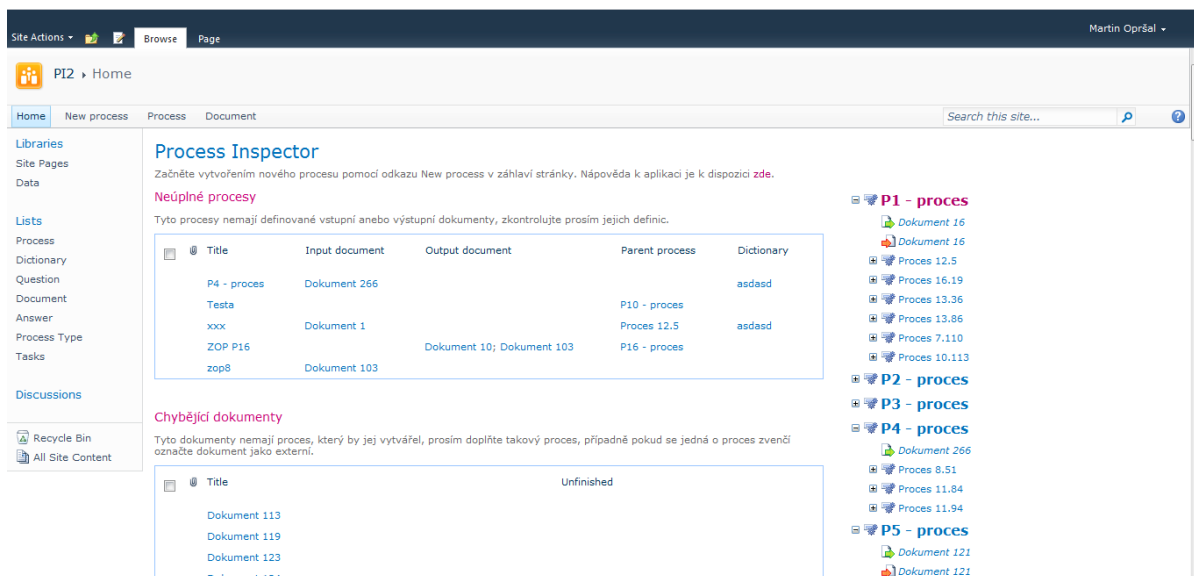 Martin Opršal
Site Actions Browse Page
PI2 Home
Home New process Process Document Search this site...
Libraries
Site Pages
Data
Lists
Process
Dictionary
Question
Document
Answer
Process Type
Tasks
Discussions
Recycle Bin
All Site Content
Process Inspector
Začněte vytvořením nového procesu pomocí odkazu New process v záhlaví stránky. Nápověda k aplikaci je k dispozici zde.
Neúplné procesy
Tyto procesy nemají definované vstupní anebo výstupní dokumenty, zkontrolujte prosím jejich definic.
Title Input document Output document Parent process Dictionary
P4 - proces Dokument 266 asdasd
Testa P10 - proces
xxx Dokument 1 Proces 12.5 asdasd
ZOP P16 Dokument 10; Dokument 103 P16 - proces
zop8 Dokument 103
Chybějící dokumenty
Tyto dokumenty nemají proces, který by jej vytvářel, prosím doplňte takový proces, případně pokud se jedná o proces zvenčí
označte dokument jako externí.
Title Unfinished
Dokument 113
Dokument 119
Dokument 123
P1 - proces
Dokument 16
Dokument 16
Proces 12.5
Proces 16.19
Proces 13.36
Proces 13.86
Proces 7.110
Proces 10.113
P2 - proces
P3 - proces
P4 - proces
Dokument 266
Proces 8.51
Proces 11.84
Proces 11.94
P5 - proces
Dokument 121
Dokument 121